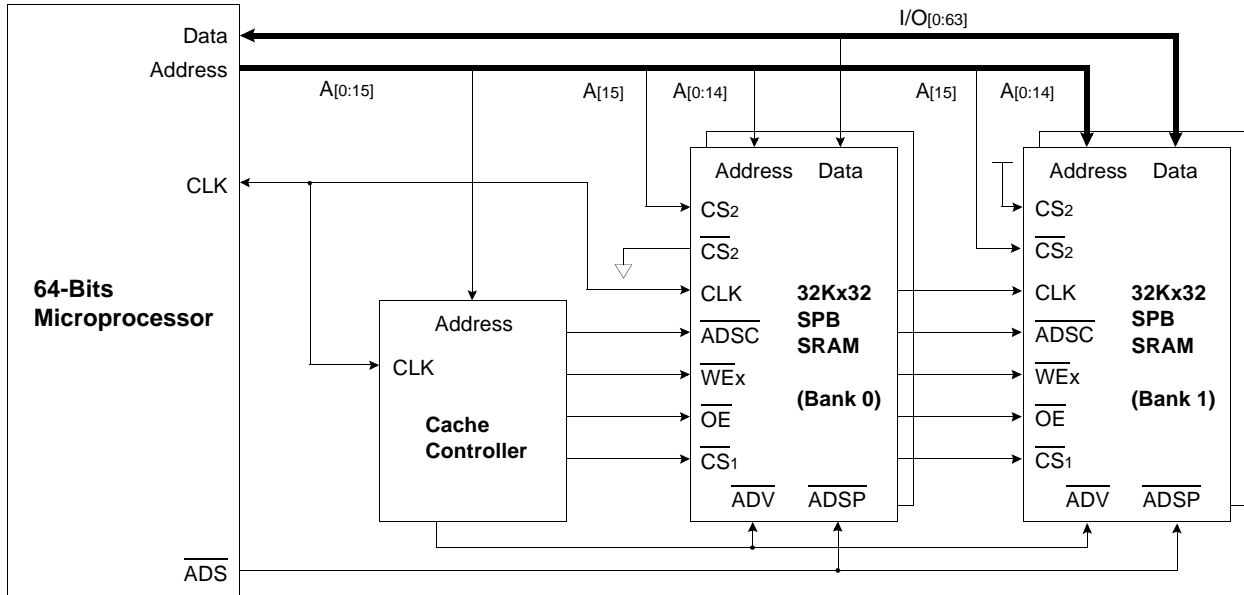 I/O[0:63]
Data
Address
A[0:15]
A[15]
A[0:14]
A[15]
A[0:14]
CLK
64-Bits
Microprocessor
ADS
Address
CLK
Cache
Controller
Address Data
CS2
CS2
CLK
ADSC
WEx
OE
CS1
32Kx32
SPB
SRAM
(Bank 0)
ADV ADSP
Address Data
CS2
CS2
CLK
ADSC
WEx
OE
CS1
32Kx32
SPB
SRAM
(Bank 1)
ADV ADSP